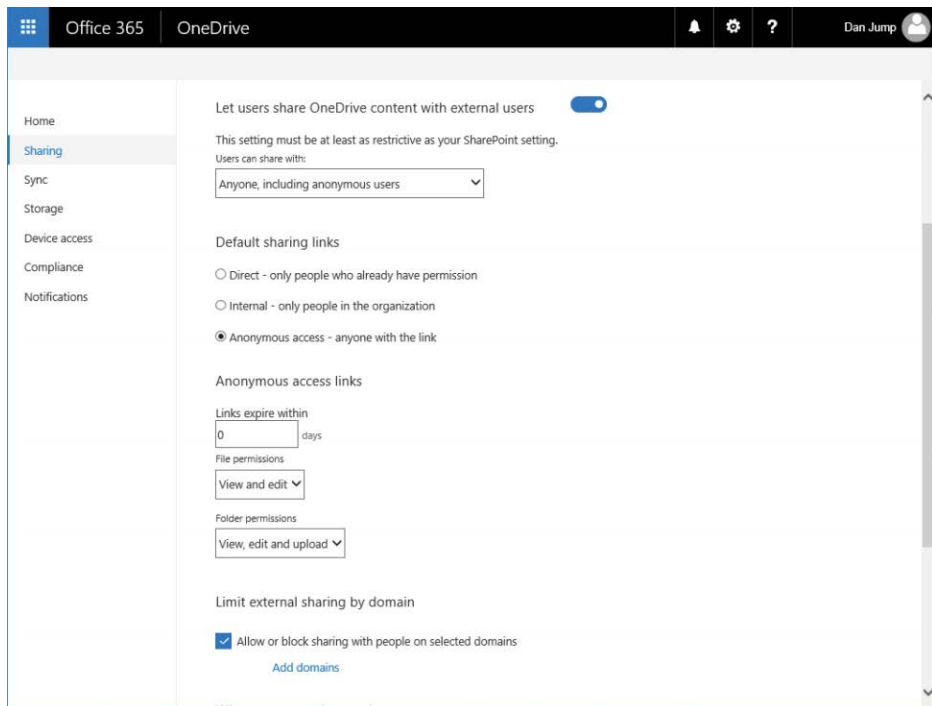 Office 365 OneDrive ? Dan Jump
Home
Sharing
Sync
Storage
Device access
Compliance
Notifications
Let users share OneDrive content with external users
This setting must be at least as restrictive as your SharePoint setting.
Users can share with:
Anyone, including anonymous users
Default sharing links
Direct - only people who already have permission
Internal - only people in the organization
Anonymous access - anyone with the link
Anonymous access links
Links expire within
0 days
File permissions
View and edit
Folder permissions
View, edit and upload
Limit external sharing by domain
Allow or block sharing with people on selected domains
Add domains